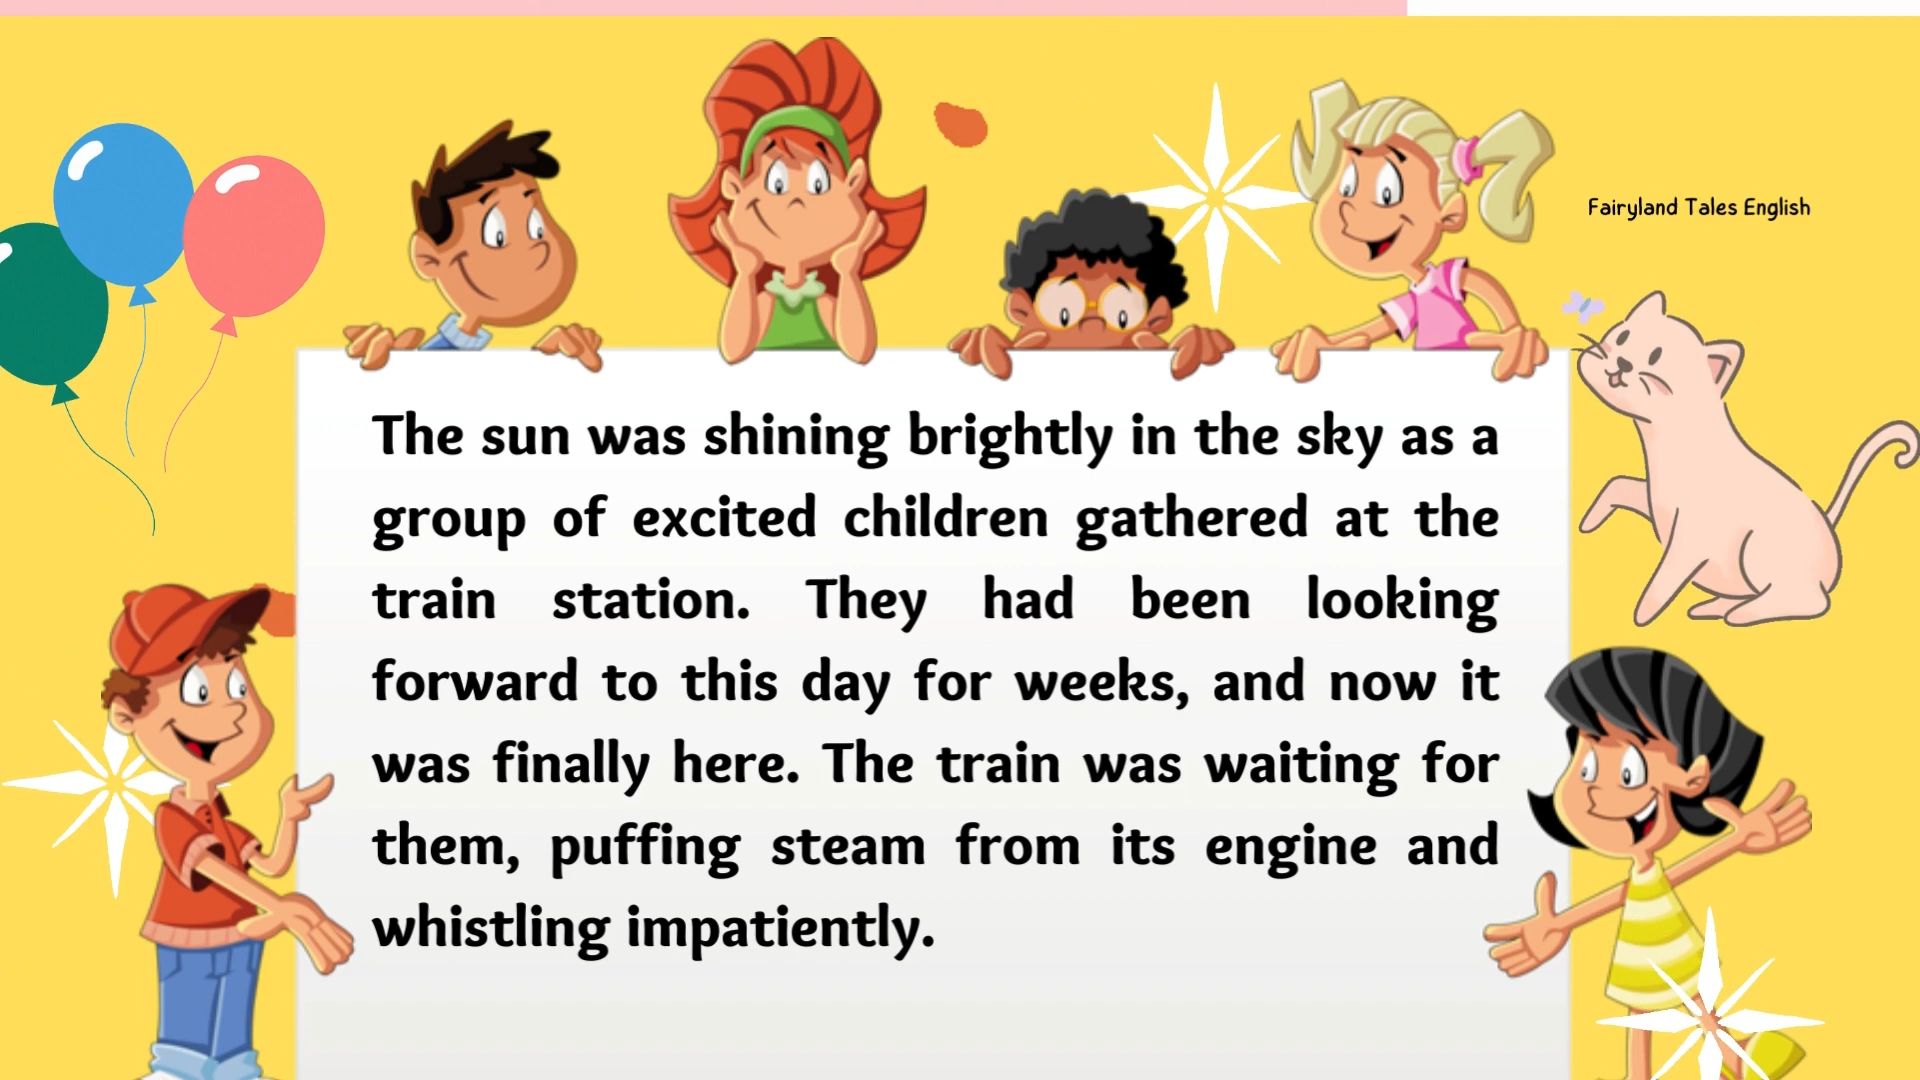 Fairyland Tales English
The sun was shining brightly in the sky as a
group of excited children gathered at the
train station. They had been looking
forward to this day for weeks, and now it
was finally here. The train was waiting for
them, puffing steam from its engine and
whistling impatiently.